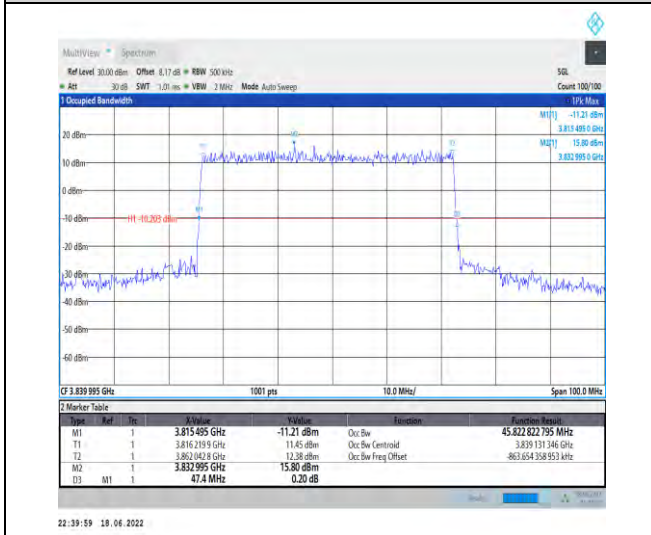 MultiView Spectrum
Ref Level 30.00 dBm Offset 8.17 dB RBW 500 kHz SGL
Att 30 dB SWT 1.01 ms VBW 2 MHz Mode Auto Sweep Count 100/100
1 Occupied Bandwidth 1Pk Max
M1[1] -11.21 dBm
3.815 495 0 GHz
M2[1] 15.80 dBm
3.832 995 0 GHz
20 dBm
10 dBm
0 dBm
-10 dBm H1 -10.203 dBm
-20 dBm
-30 dBm
-40 dBm
-50 dBm
-60 dBm
CF 3.839 995 GHz 1001 pts 10.0 MHz/ Span 100.0 MHz
2 Marker Table
Type Ref Trc X-Value Y-Value Function Function Result
M1 1 3.815 495 GHz -11.21 dBm Occ Bw 45.822 822 795 MHz
T1 1 3.816 219 9 GHz 11.45 dBm Occ Bw Centroid 3.839 131 346 GHz
T2 1 3.862 042 8 GHz 12.38 dBm Occ Bw Freq Offset -863.654 358 953 kHz
M2 1 3.832 995 GHz 15.80 dBm
D3 M1 1 47.4 MHz 0.20 dB
22:39:59 18.06.2022